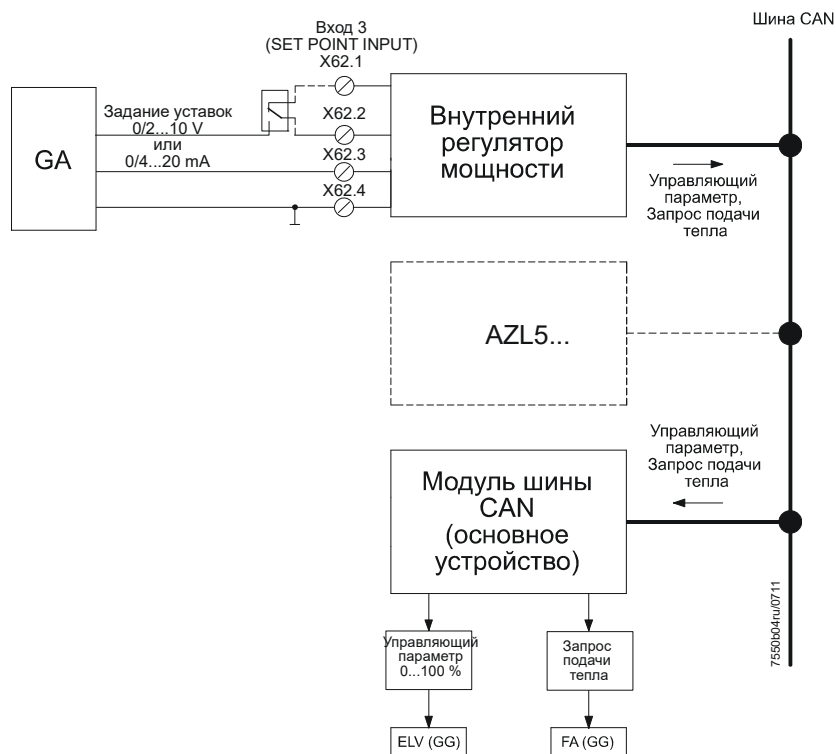 Шина CAN
Вход 3
(SET POINT INPUT)
X62.1
GA
Задание уставок
0/2...10 V
или
0/4...20 mA
X62.2
X62.3
X62.4
Внутренний
регулятор
мощности
Управляющий
параметр,
Запрос подачи
тепла
AZL5...
Управляющий
параметр,
Запрос подачи
тепла
Модуль шины
CAN
(основное
устройство)
Управляющий
параметр
0...100 %
Запрос
подачи
тепла
ELV (GG)
FA (GG)
7550b04ru/0711